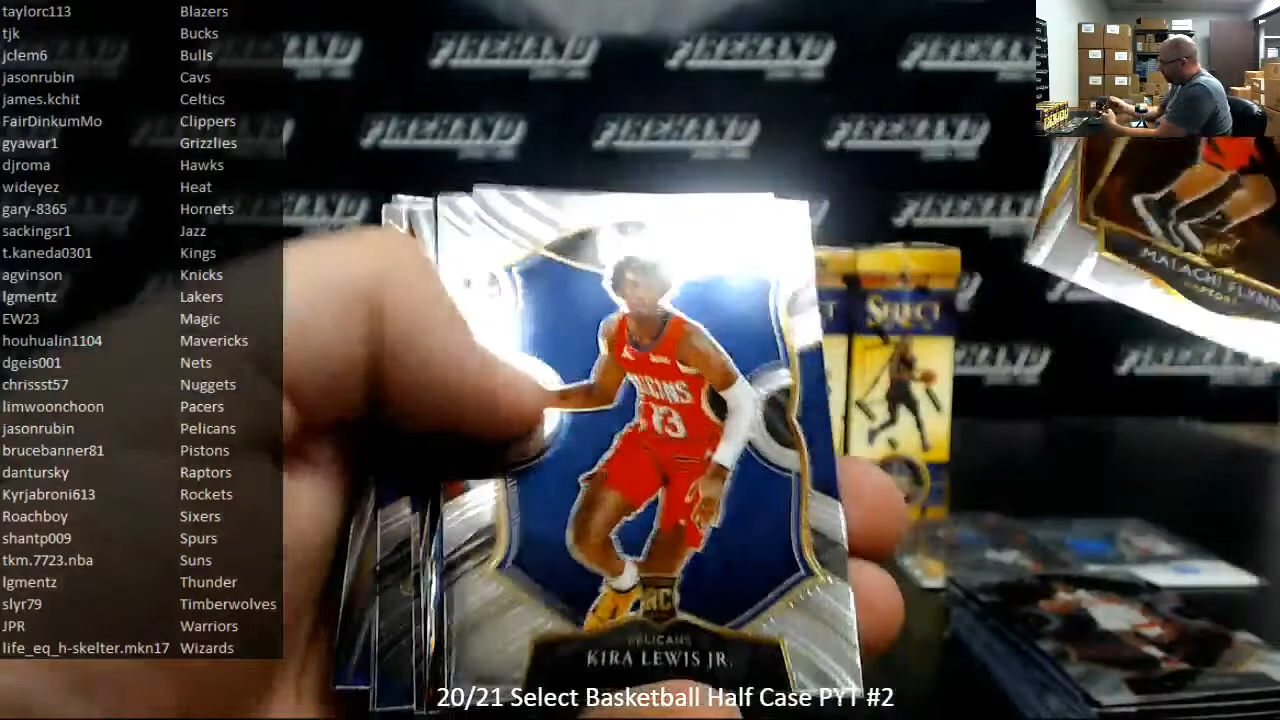 taylorc113 Blazers
tjk Bucks
jclem6 Bulls
jasonrubin Cavs
james.kchit Celtics
FairDinkumMo Clippers
gyawar1 Grizzlies
djroma Hawks
wideyez Heat
gary-8365 Hornets
sackingsr1 Jazz
t.kaneda0301 Kings
agvinson Knicks
lgmentz Lakers
EW23 Magic
houhualin1104 Mavericks
dgeis001 Nets
chrissst57 Nuggets
limwoonchoon Pacers
jasonrubin Pelicans
brucebanner81 Pistons
dantursky Raptors
Kyrjabroni613 Rockets
Roachboy Sixers
shantp009 Spurs
tkm.7723.nba Suns
lgmentz Thunder
slyr79 Timberwolves
JPR Warriors
life_eq_h-skelter.mkn17 Wizards
FIREHAND
FIREHAND
FIREHAND
FIREHAND
MALACHI FLYNN
RAPTORS
SELECT
13
RC
PELICANS
KIRA LEWIS JR.
20/21 Select Basketball Half Case PYT #2